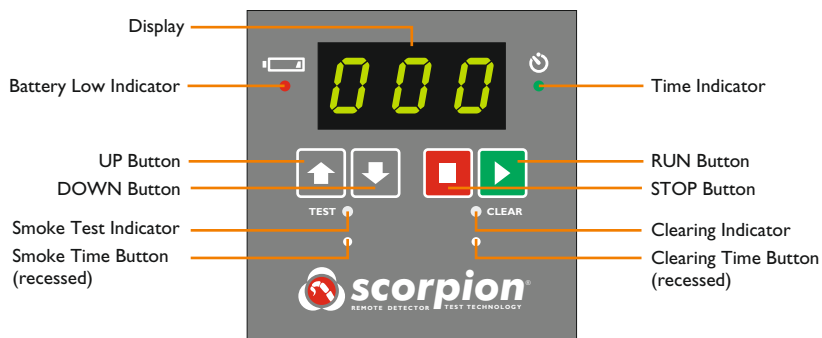 Display
000
Battery Low Indicator
Time Indicator
UP Button
RUN Button
DOWN Button
STOP Button
TEST
CLEAR
Smoke Test Indicator
Clearing Indicator
Smoke Time Button
(recessed)
Clearing Time Button
(recessed)
scorpion®
REMOTE DETECTOR TEST TECHNOLOGY